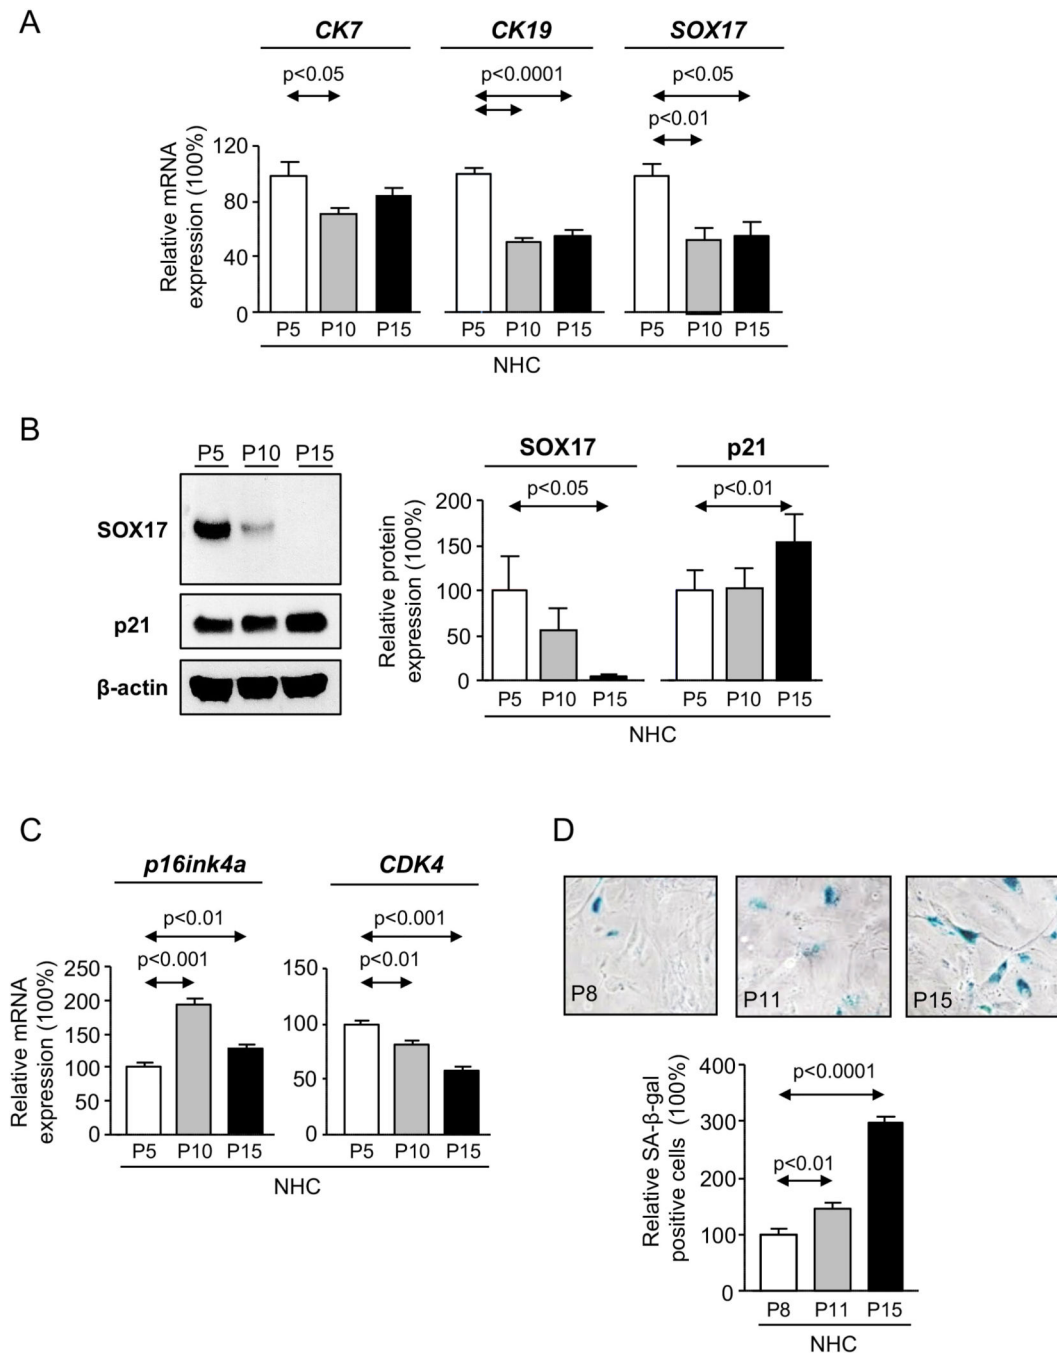 A
CK7 CK19 SOX17
p<0.05 p<0.0001 p<0.05
p<0.01
Relative mRNA
expression (100%)
120
80
40
0
P5 P10 P15 P5 P10 P15 P5 P10 P15
NHC
B
P5 P10 P15
SOX17
p21
β-actin
SOX17 p21
p<0.05 p<0.01
Relative protein
expression (100%)
200
150
100
50
0
P5 P10 P15 P5 P10 P15
NHC
C
p16ink4a CDK4
p<0.01 p<0.001
p<0.001 p<0.01
Relative mRNA
expression (100%)
250
200
150
100
50
0
150
100
50
0
P5 P10 P15 P5 P10 P15
NHC
D
P8 P11 P15
Relative SA-β-gal
positive cells (100%)
400
300
200
100
0
p<0.0001
p<0.01
P8 P11 P15
NHC